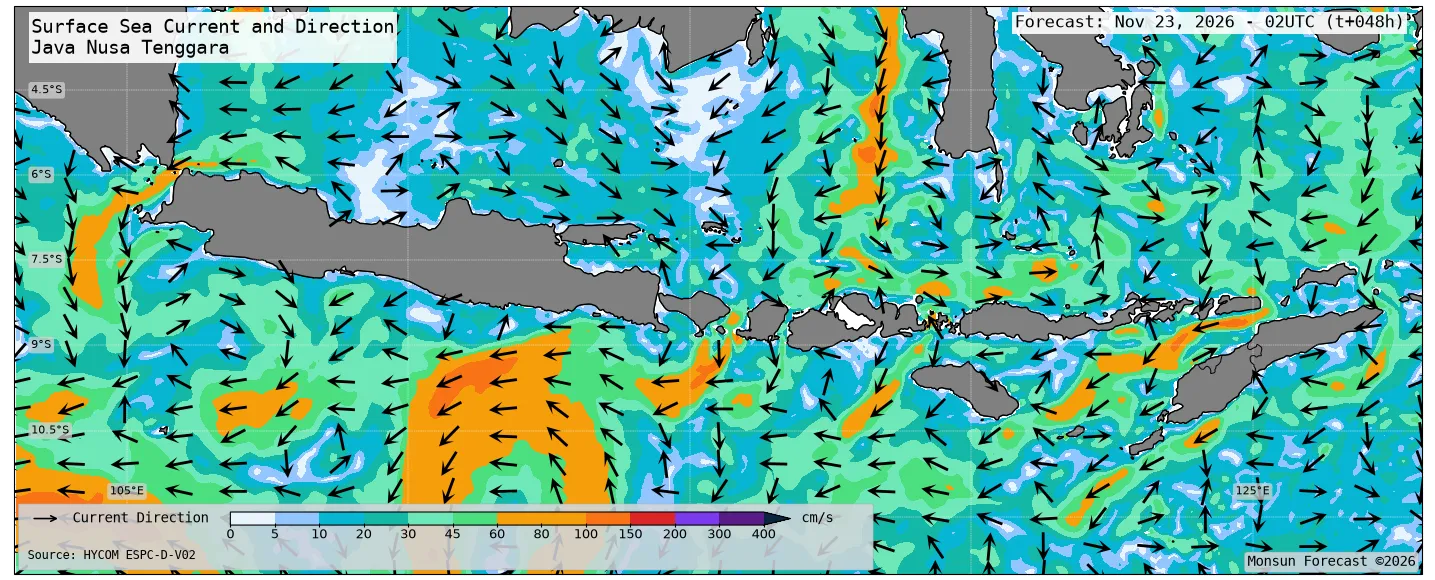 Surface Sea Current and Direction
Java Nusa Tenggara
Forecast: Nov 23, 2026 - 02UTC (t+048h)
4.5°S
6°S
7.5°S
9°S
10.5°S
105°E
125°E
Current Direction
0 5 10 20 30 45 60 80 100 150 200 300 400 cm/s
Source: HYCOM ESPC-D-V02
Monsun Forecast ©2026